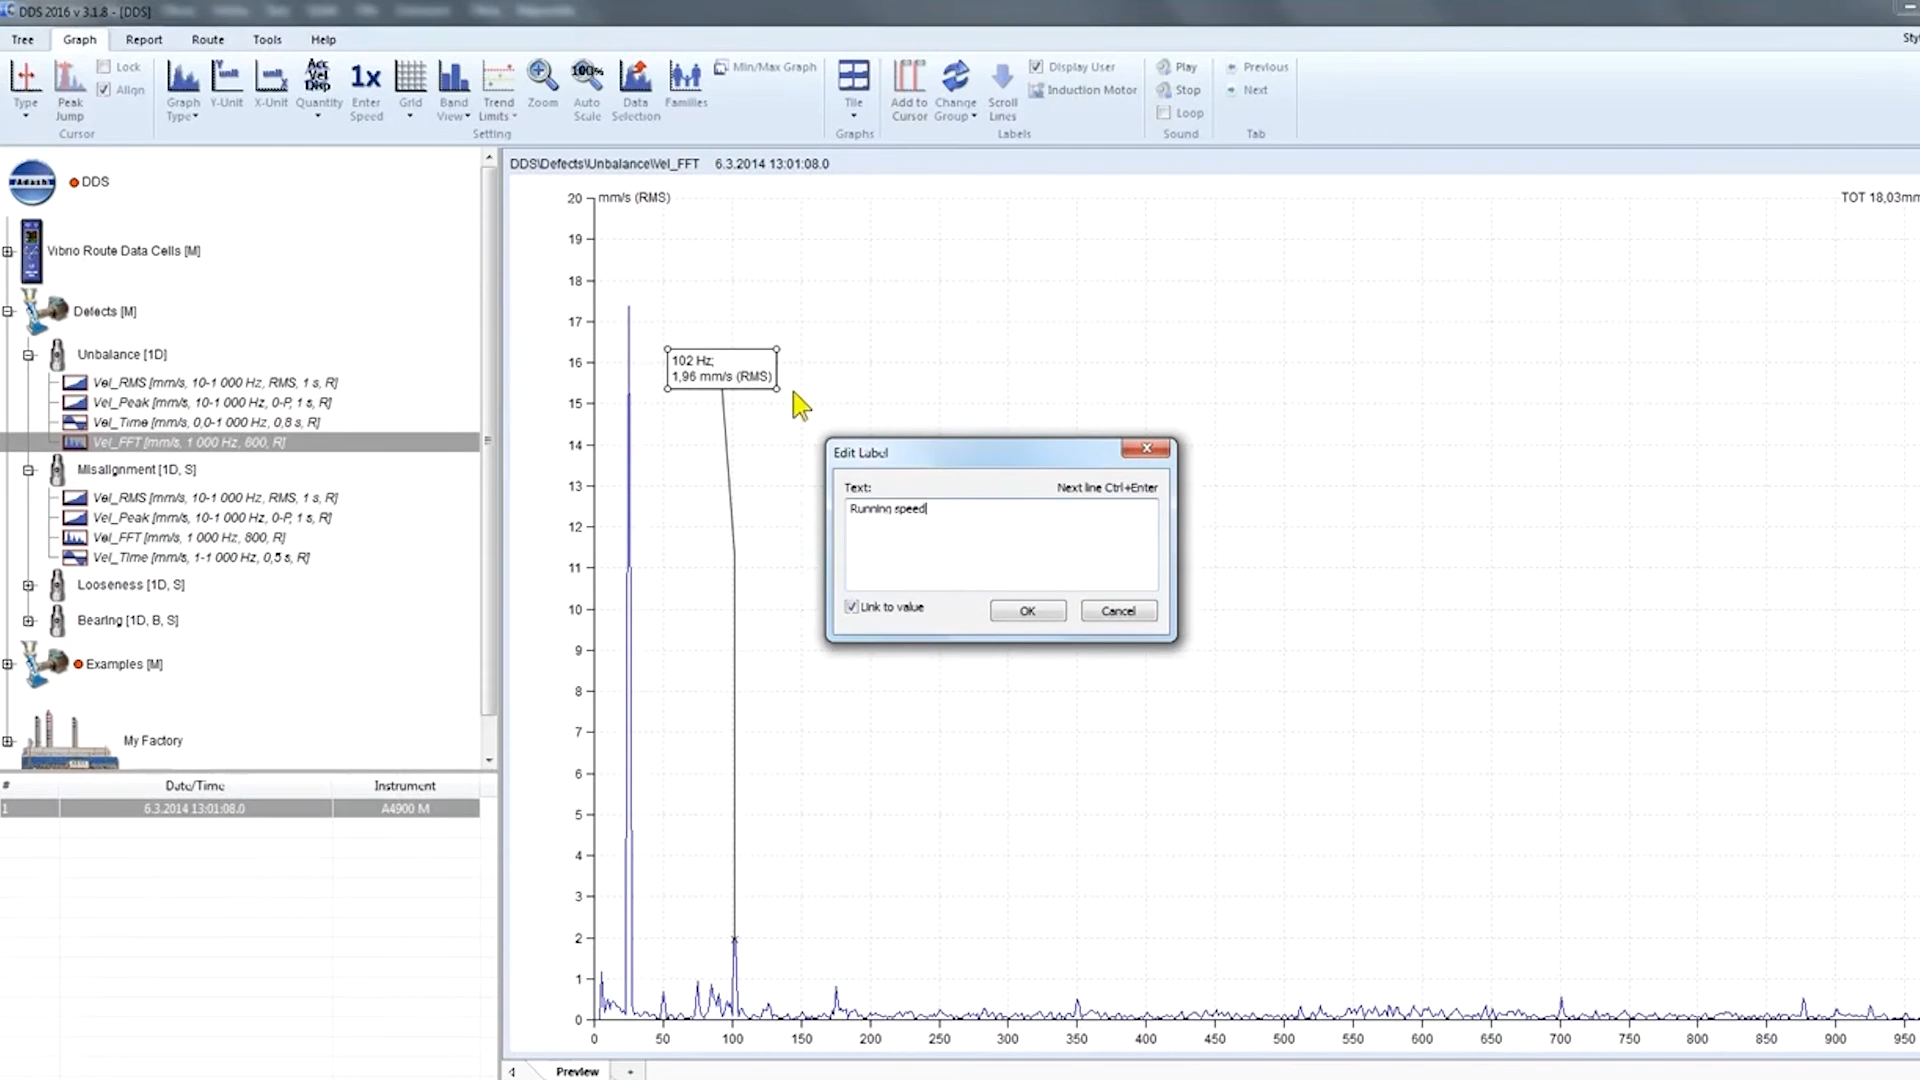 DDS 2016 v 3.1.8 - [DDS]
Tree Graph Report Route Tools Help
Type
Peak Jump
Lock
Align
Cursor
Graph Type
Y-Unit
X-Unit
Acc Vel Disp
Quantity
1x
Enter Speed
Grid
Band View
Trend Limits
Zoom
100%
Auto Scale
Data Selection
Families
Min/Max Graph
Setting
Tile
Graphs
Add to Cursor
Change Group
Scroll Lines
Display User
Induction Motor
Labels
Play
Stop
Loop
Sound
Previous
Next
Tab
Sty
Adash
DDS
Vibrio Route Data Cells [M]
Defects [M]
Unbalance [1D]
Vel_RMS [mm/s, 10-1 000 Hz, RMS, 1 s, R]
Vel_Peak [mm/s, 10-1 000 Hz, 0-P, 1 s, R]
Vel_Time [mm/s, 0,0-1 000 Hz, 0,8 s, R]
Vel_FFT [mm/s, 1 000 Hz, 800, R]
Misalignment [1D, S]
Vel_RMS [mm/s, 10-1 000 Hz, RMS, 1 s, R]
Vel_Peak [mm/s, 10-1 000 Hz, 0-P, 1 s, R]
Vel_FFT [mm/s, 1 000 Hz, 800, R]
Vel_Time [mm/s, 1-1 000 Hz, 0,5 s, R]
Looseness [1D, S]
Bearing [1D, B, S]
Examples [M]
My Factory
# Date/Time Instrument
1 6.3.2014 13:01:08.0 A4900 M
DDS\Defects\Unbalance\Vel_FFT 6.3.2014 13:01:08.0
mm/s (RMS)
TOT 18,03mm
20
19
18
17
16
15
14
13
12
11
10
9
8
7
6
5
4
3
2
1
0
0 50 100 150 200 250 300 350 400 450 500 550 600 650 700 750 800 850 900 950
102 Hz;
1,96 mm/s (RMS)
Edit Label
Text: Next line Ctrl+Enter
Running speed
Link to value
OK
Cancel
Preview
+